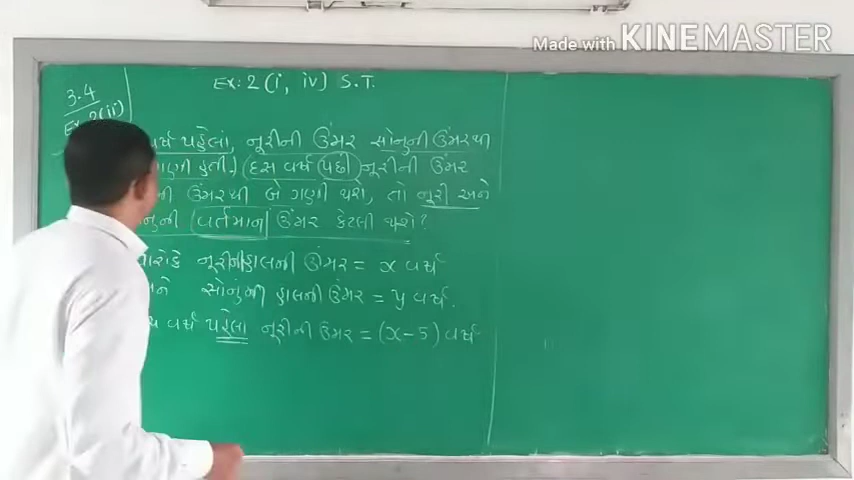 Made with KINEMASTER
Ex: 2 (i, iv) S.T.
3.4
Ex. 2(ii)
વર્ષ પહેલાં, નૂરીની ઉંમર સોનુની ઉંમરથી
ગણી હતી. દસ વર્ષ પછી નૂરીની ઉંમર
ની ઉંમરથી બે ગણી થશે, તો નૂરી અને
નુની વર્તમાન ઉંમર કેટલી થશે?
ધારોકે નૂરીની હાલની ઉંમર = x વર્ષ
અને સોનુની હાલની ઉંમર = y વર્ષ.
વર્ષ પહેલા નૂરીની ઉંમર = (x-5) વર્ષ